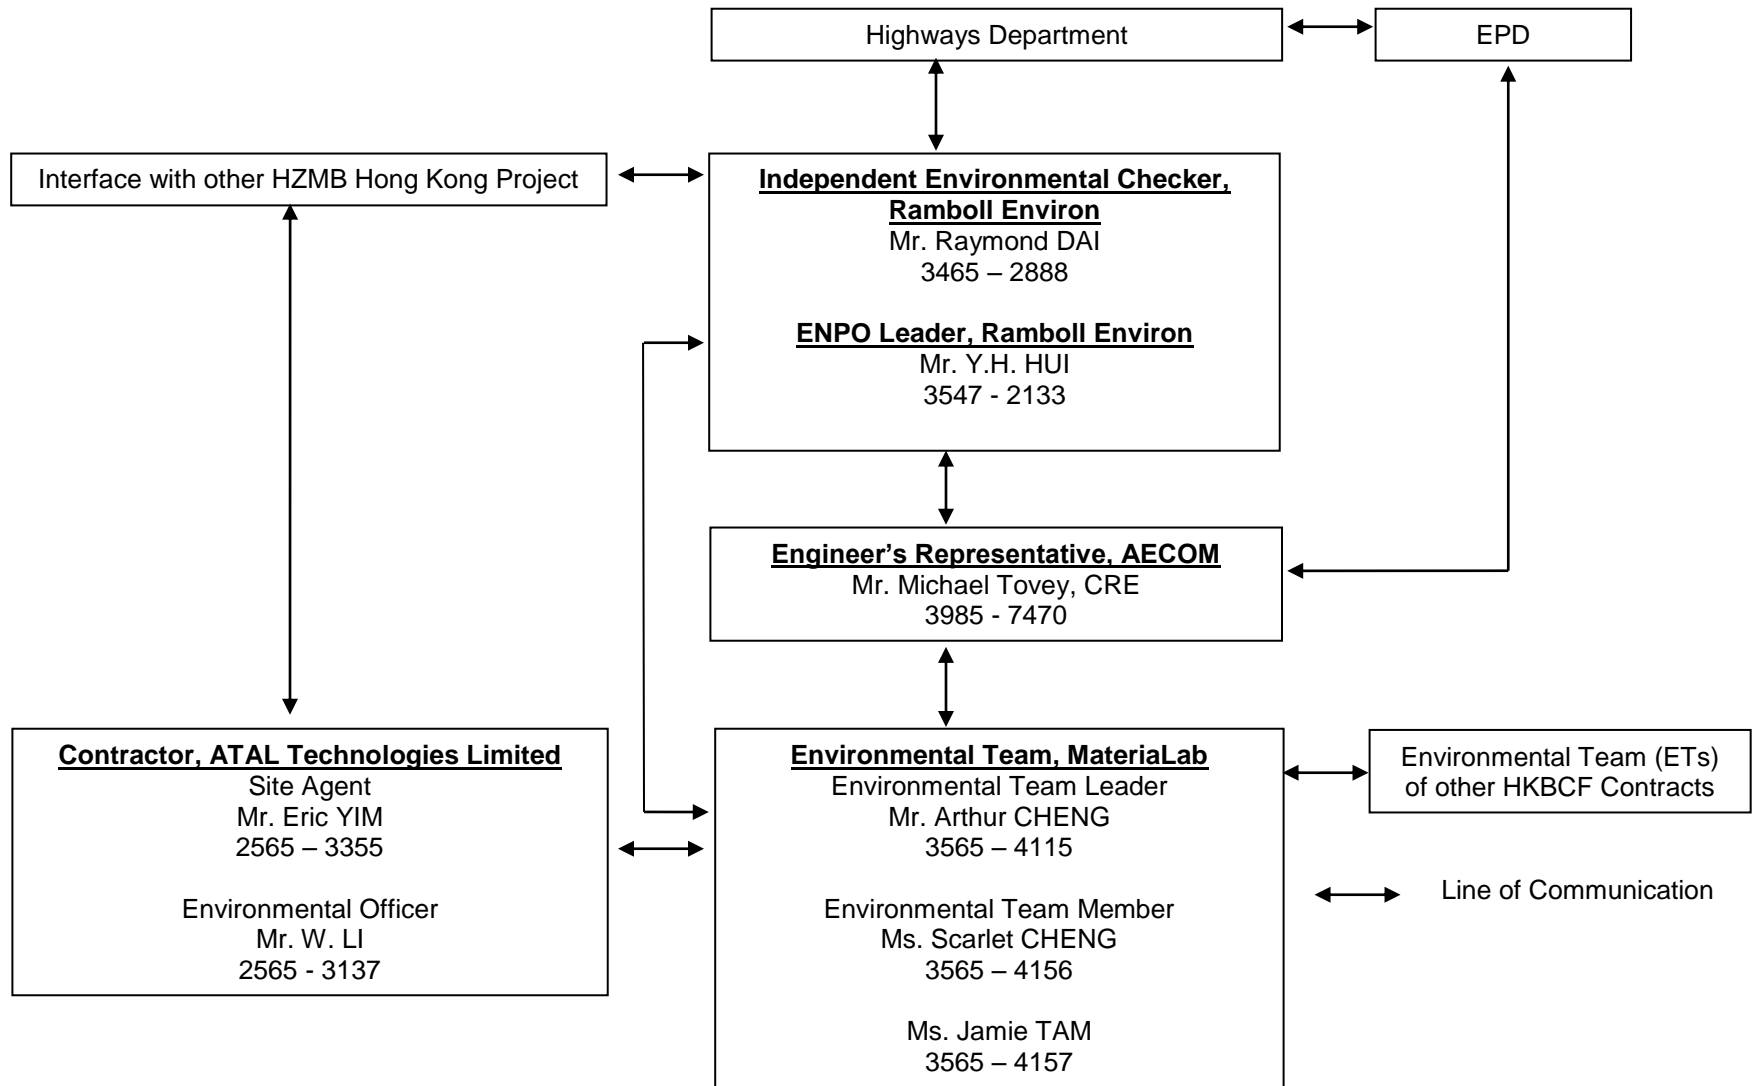 Highways Department
EPD
Interface with other HZMB Hong Kong Project
Independent Environmental Checker,
Ramboll Environ
Mr. Raymond DAI
3465 – 2888
ENPO Leader, Ramboll Environ
Mr. Y.H. HUI
3547 - 2133
Engineer’s Representative, AECOM
Mr. Michael Tovey, CRE
3985 - 7470
Contractor, ATAL Technologies Limited
Site Agent
Mr. Eric YIM
2565 – 3355
Environmental Officer
Mr. W. LI
2565 - 3137
Environmental Team, MateriaLab
Environmental Team Leader
Mr. Arthur CHENG
3565 – 4115
Environmental Team Member
Ms. Scarlet CHENG
3565 – 4156
Ms. Jamie TAM
3565 – 4157
Environmental Team (ETs)
of other HKBCF Contracts
Line of Communication